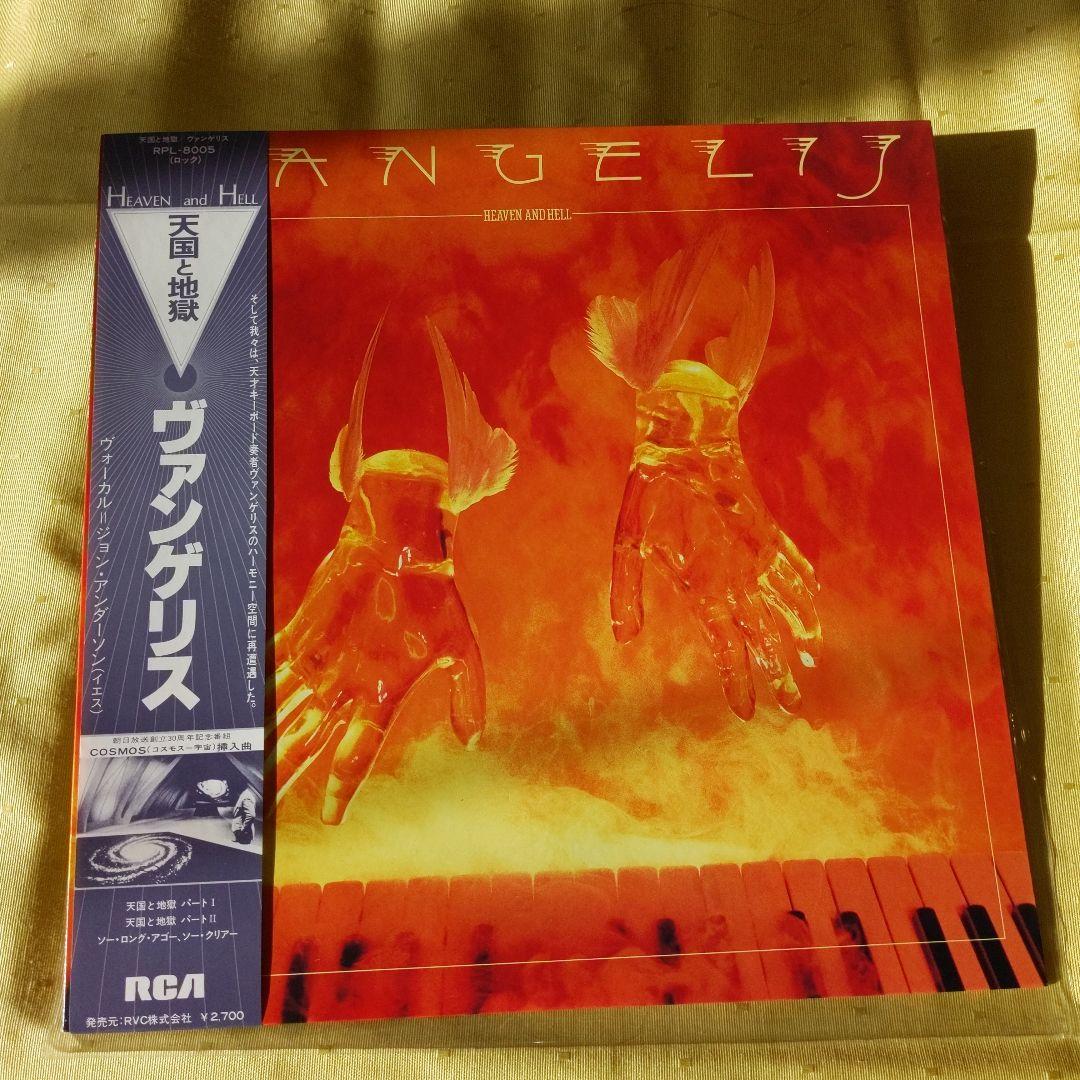 天国と地獄/ヴァンゲリス
RPL-8005
(ロック)
HEAVEN and HELL
天国と地獄
ヴァンゲリス
ヴォーカル=ジョン・アンダーソン(イエス)
そして我々は、天才キーボード奏者ヴァンゲリスのハーモニー空間に再遭遇した。
朝日放送創立30周年記念番組
COSMOS(コスモス—宇宙)挿入曲
天国と地獄 パートI
天国と地獄 パートII
ソー・ロング・アゴー、ソー・クリアー
RCA
発売元:RVC株式会社 ¥2,700
ANGELIS
HEAVEN AND HELL